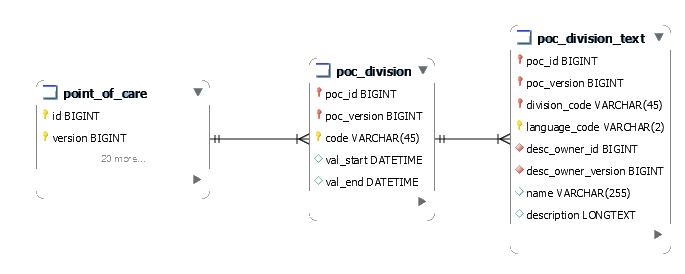 point_of_care
id BIGINT
version BIGINT
20 more...
poc_division
poc_id BIGINT
poc_version BIGINT
code VARCHAR(45)
val_start DATETIME
val_end DATETIME
poc_division_text
poc_id BIGINT
poc_version BIGINT
division_code VARCHAR(45)
language_code VARCHAR(2)
desc_owner_id BIGINT
desc_owner_version BIGINT
name VARCHAR(255)
description LONGTEXT